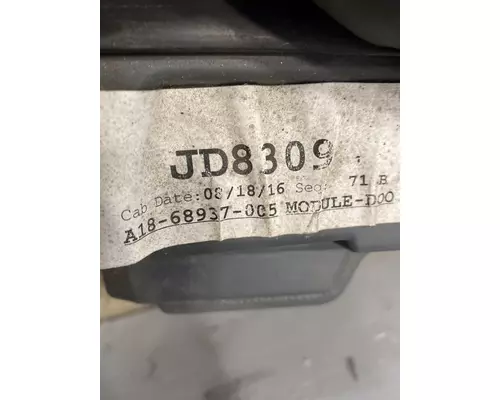 JD8309
Cab Date: 08/18/16 Seq: 71 B
A18-68937-005 MODULE-DOO